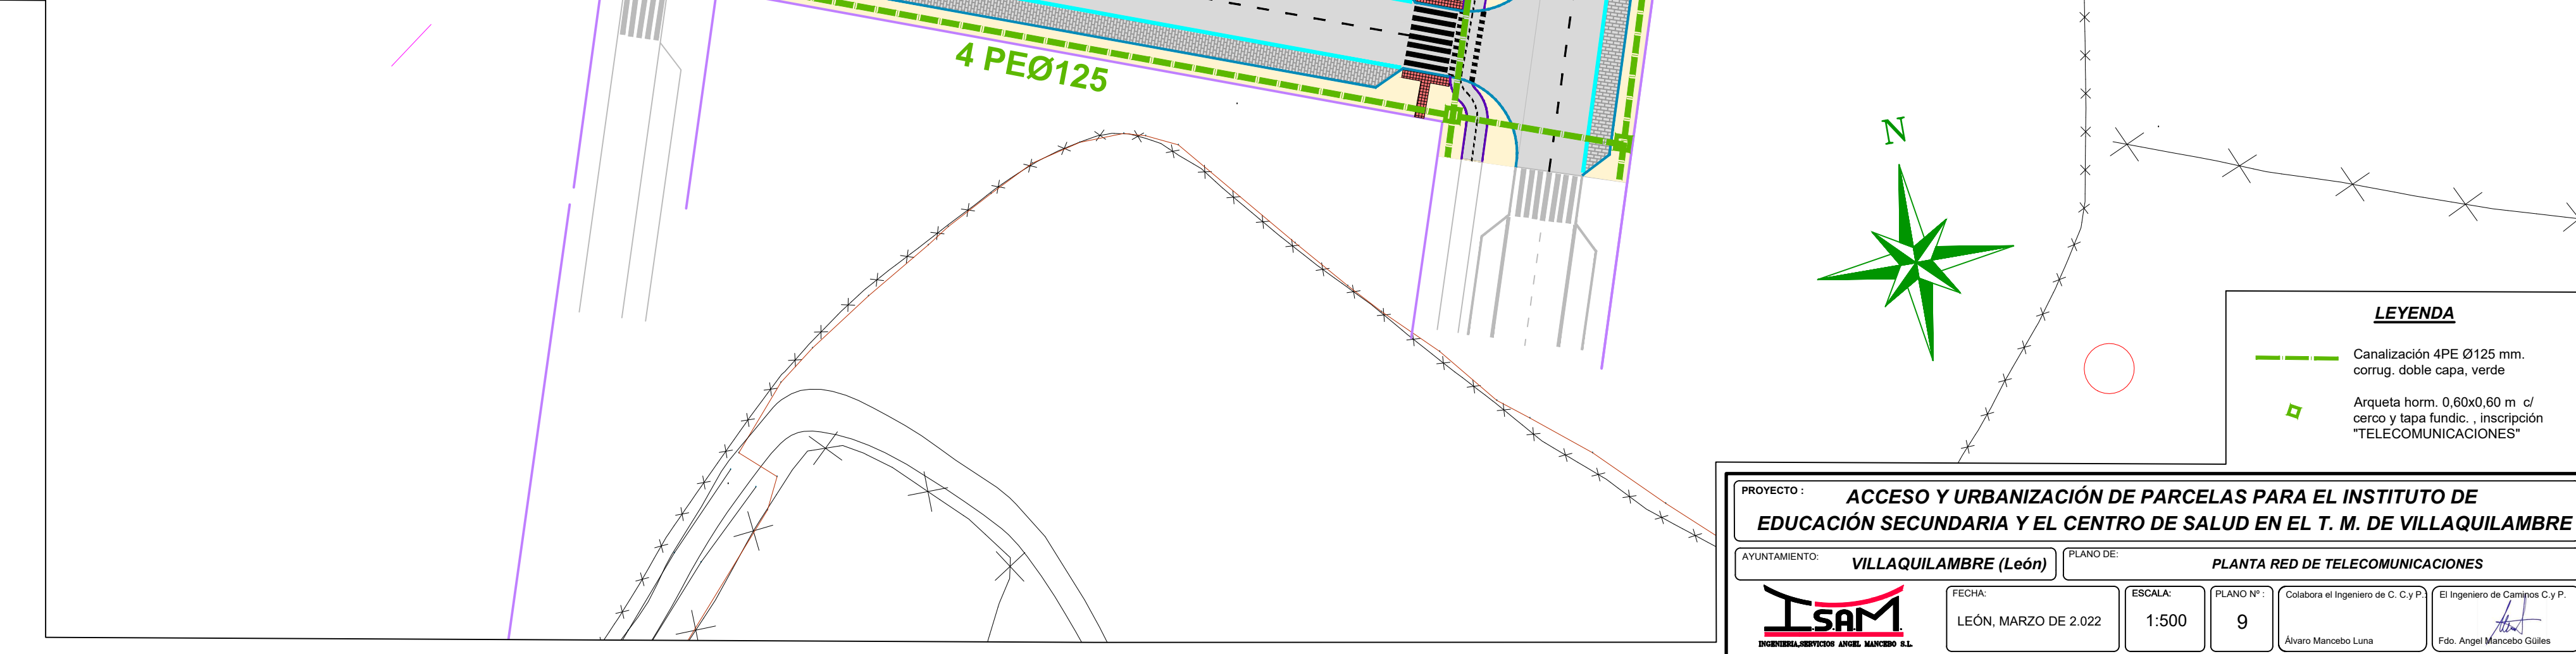 4 PEØ125
N
LEYENDA
Canalización 4PE Ø125 mm.
corrug. doble capa, verde
Arqueta horm. 0,60x0,60 m c/
cerco y tapa fundic. , inscripción
"TELECOMUNICACIONES"
PROYECTO :
ACCESO Y URBANIZACIÓN DE PARCELAS PARA EL INSTITUTO DE
EDUCACIÓN SECUNDARIA Y EL CENTRO DE SALUD EN EL T. M. DE VILLAQUILAMBRE
AYUNTAMIENTO:
VILLAQUILAMBRE (León)
PLANO DE:
PLANTA RED DE TELECOMUNICACIONES
I.S.A.M.
INGENIERIA,SERVICIOS ANGEL MANCEBO S.L.
FECHA:
LEÓN, MARZO DE 2.022
ESCALA:
1:500
PLANO Nº :
9
Colabora el Ingeniero de C. C.y P.:
Álvaro Mancebo Luna
El Ingeniero de Caminos C.y P.
Fdo. Angel Mancebo Güiles